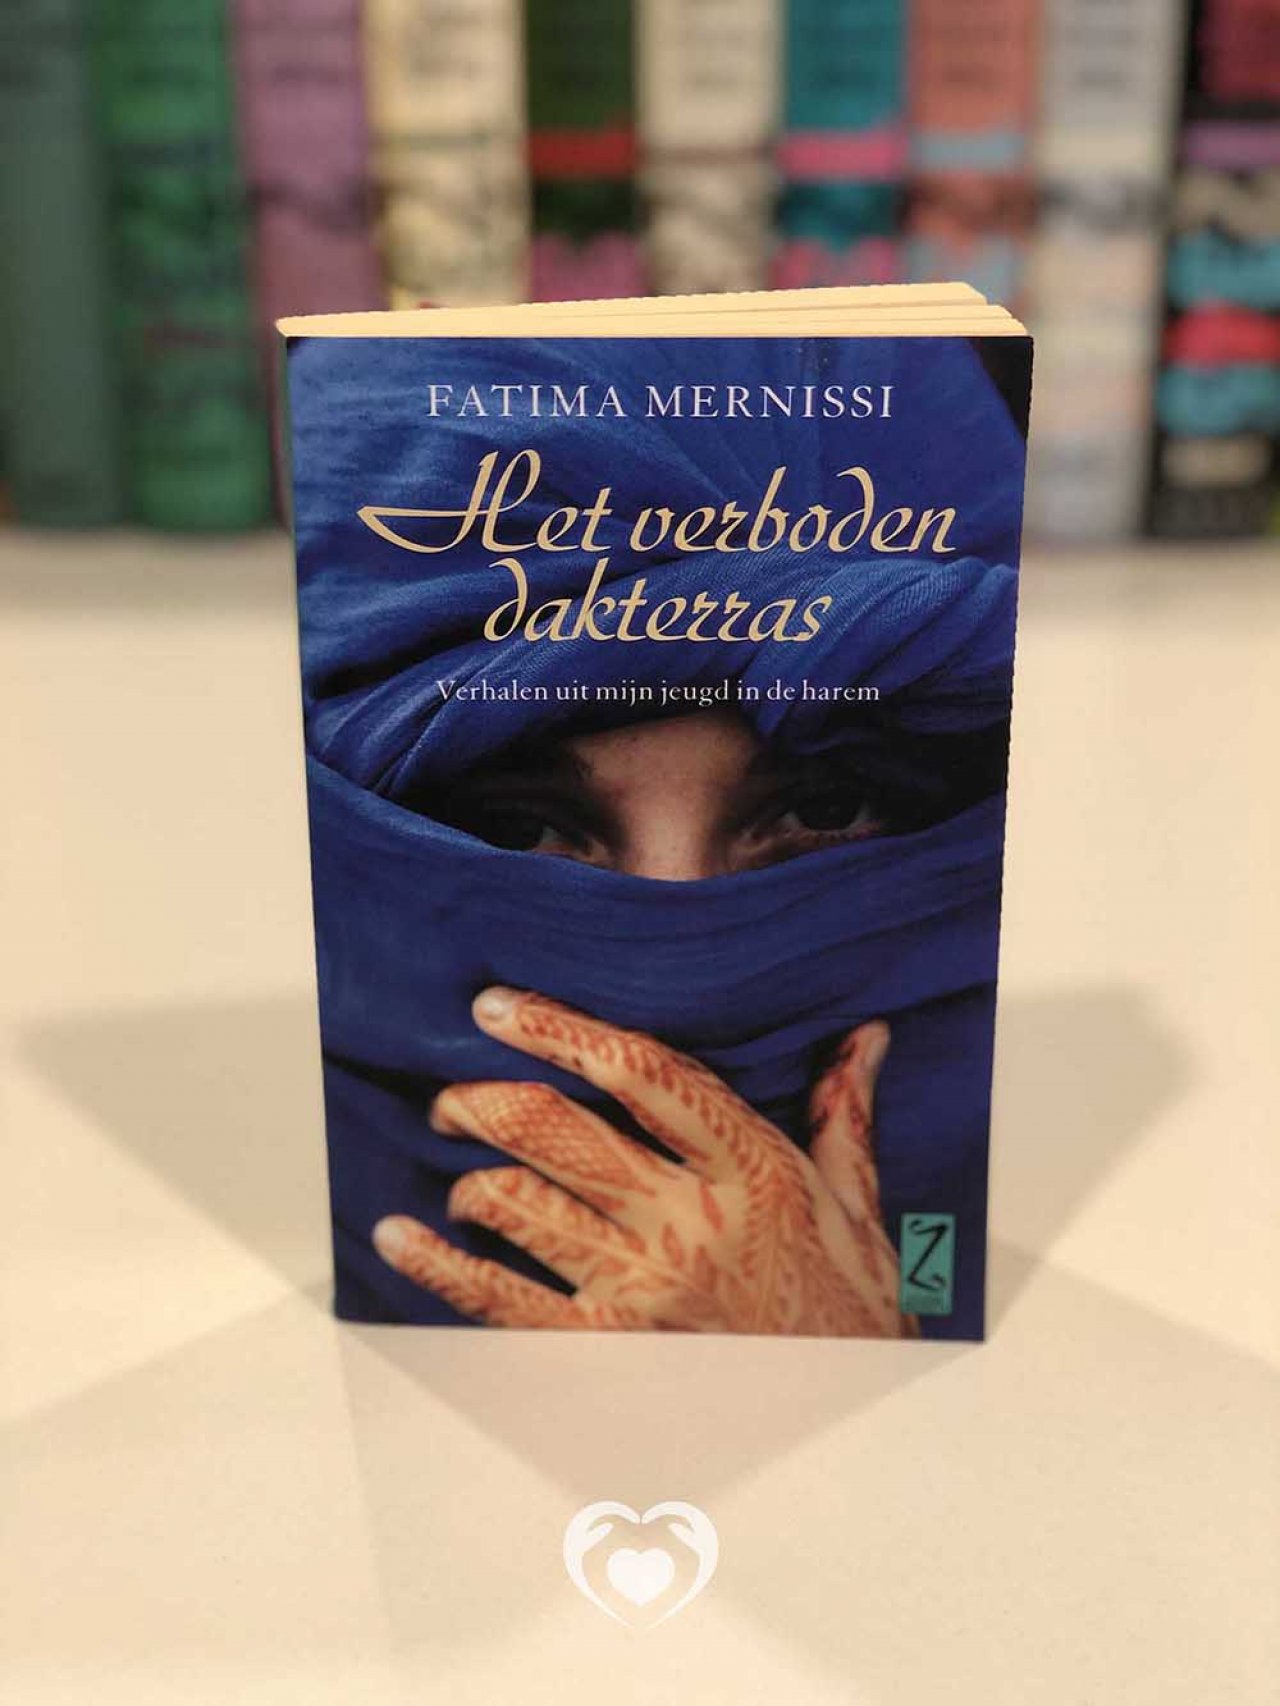 FATIMA MERNISSI
Het verboden
dakterras
Verhalen uit mijn jeugd in de harem
Z